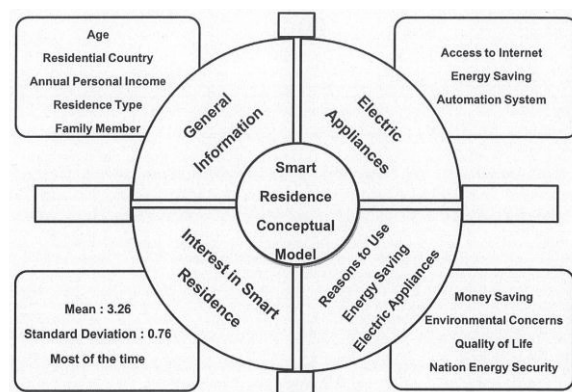 Age
Residential Country
Annual Personal Income
Residence Type
Family Member
Access to Internet
Energy Saving
Automation System
General
Information
Electric
Appliances
Smart
Residence
Conceptual
Model
Interest in Smart
Residence
Reasons to Use
Energy Saving
Electric Appliances
Mean : 3.26
Standard Deviation : 0.76
Most of the time
Money Saving
Environmental Concerns
Quality of Life
Nation Energy Security